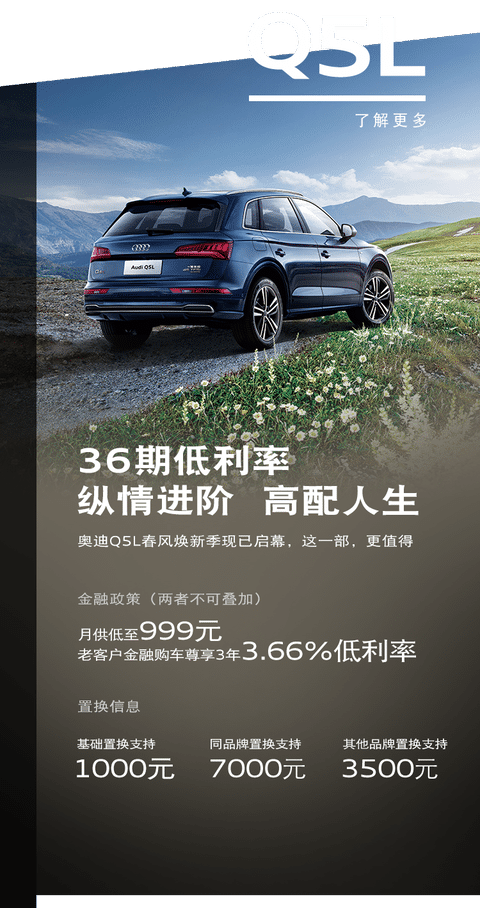 Q5L
了解更多
Audi Q5L
36期低利率
纵情进阶 高配人生
奥迪Q5L春风焕新季现已启幕，这一部，更值得
金融政策（两者不可叠加）
月供低至999元
老客户金融购车尊享3年3.66%低利率
置换信息
基础置换支持 同品牌置换支持 其他品牌置换支持
1000元 7000元 3500元